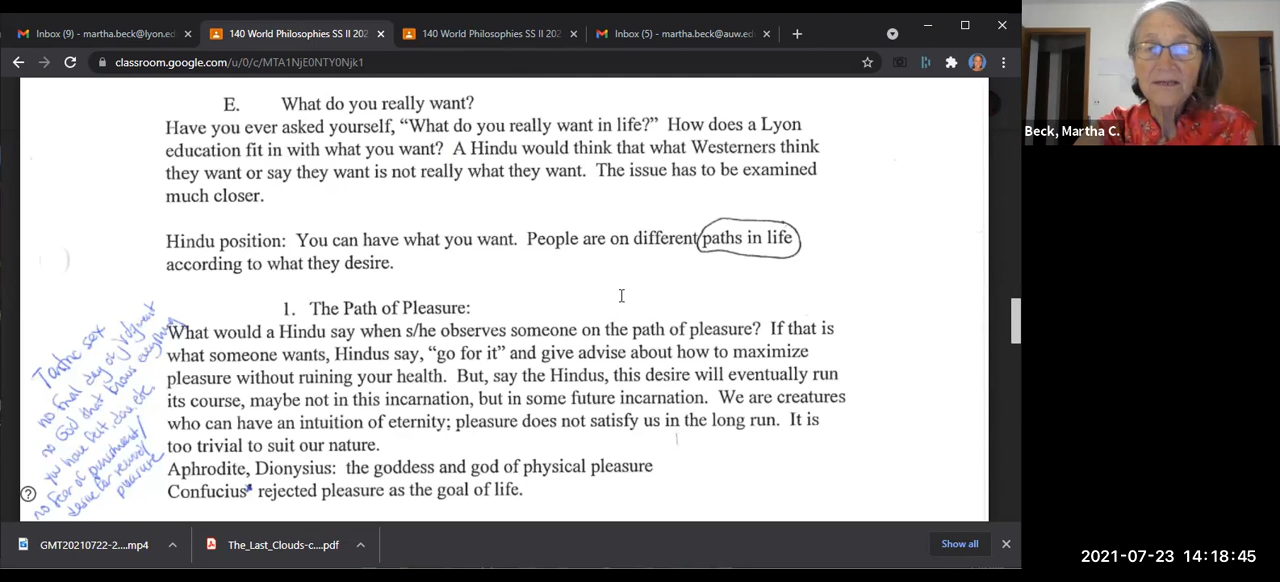 Inbox (9) - martha.beck@lyon.ed
140 World Philosophies SS II 202
140 World Philosophies SS II 202
Inbox (5) - martha.beck@auw.ed
classroom.google.com/u/0/c/MTA1NjE0NTY0Njk1
Beck, Martha C.
E. What do you really want?
Have you ever asked yourself, “What do you really want in life?” How does a Lyon
education fit in with what you want? A Hindu would think that what Westerners think
they want or say they want is not really what they want. The issue has to be examined
much closer.
Hindu position: You can have what you want. People are on different paths in life
according to what they desire.
1. The Path of Pleasure:
What would a Hindu say when s/he observes someone on the path of pleasure? If that is
what someone wants, Hindus say, “go for it” and give advise about how to maximize
pleasure without ruining your health. But, say the Hindus, this desire will eventually run
its course, maybe not in this incarnation, but in some future incarnation. We are creatures
who can have an intuition of eternity; pleasure does not satisfy us in the long run. It is
too trivial to suit our nature.
Aphrodite, Dionysius: the goddess and god of physical pleasure
Confucius* rejected pleasure as the goal of life.
Tantric sex
no final day of judgment
no God that knows everything
you have felt, done, etc.
no fear of punishment/
desire for reward/
pleasure
GMT20210722-2....mp4
The_Last_Clouds-c....pdf
Show all
2021-07-23 14:18:45